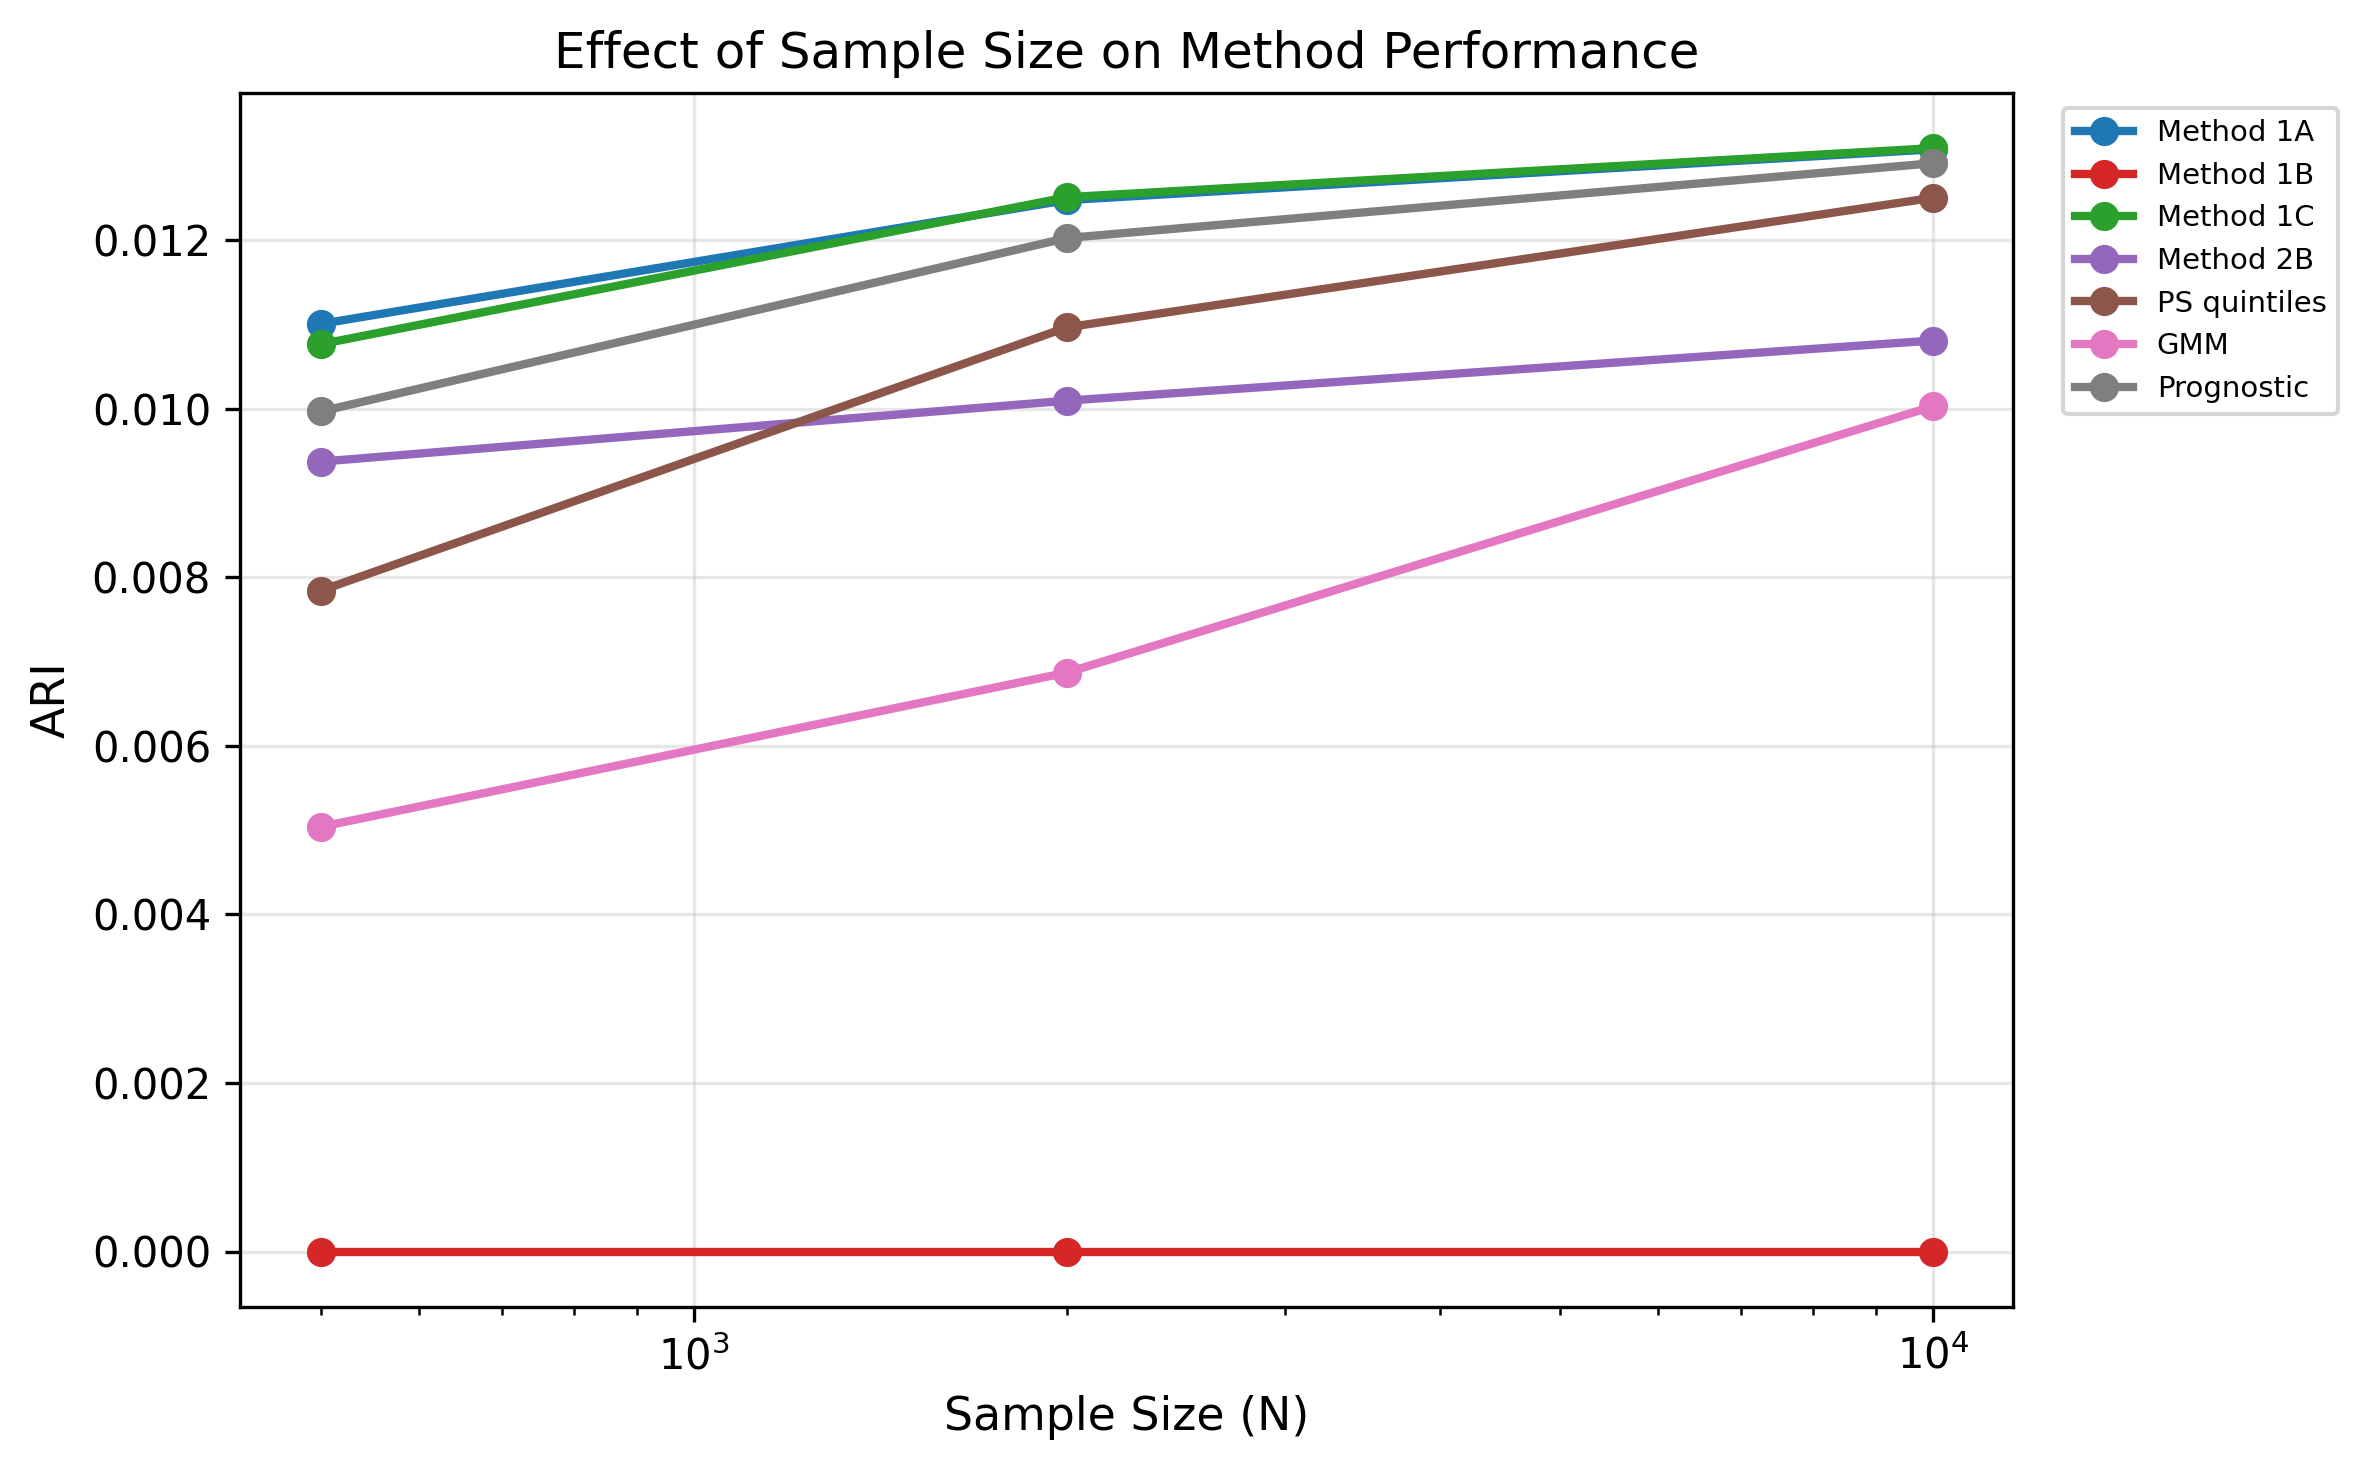 Effect of Sample Size on Method Performance
Method 1A
Method 1B
Method 1C
Method 2B
PS quintiles
GMM
Prognostic
ARI
0.012
0.010
0.008
0.006
0.004
0.002
0.000
10³ 10⁴
Sample Size (N)